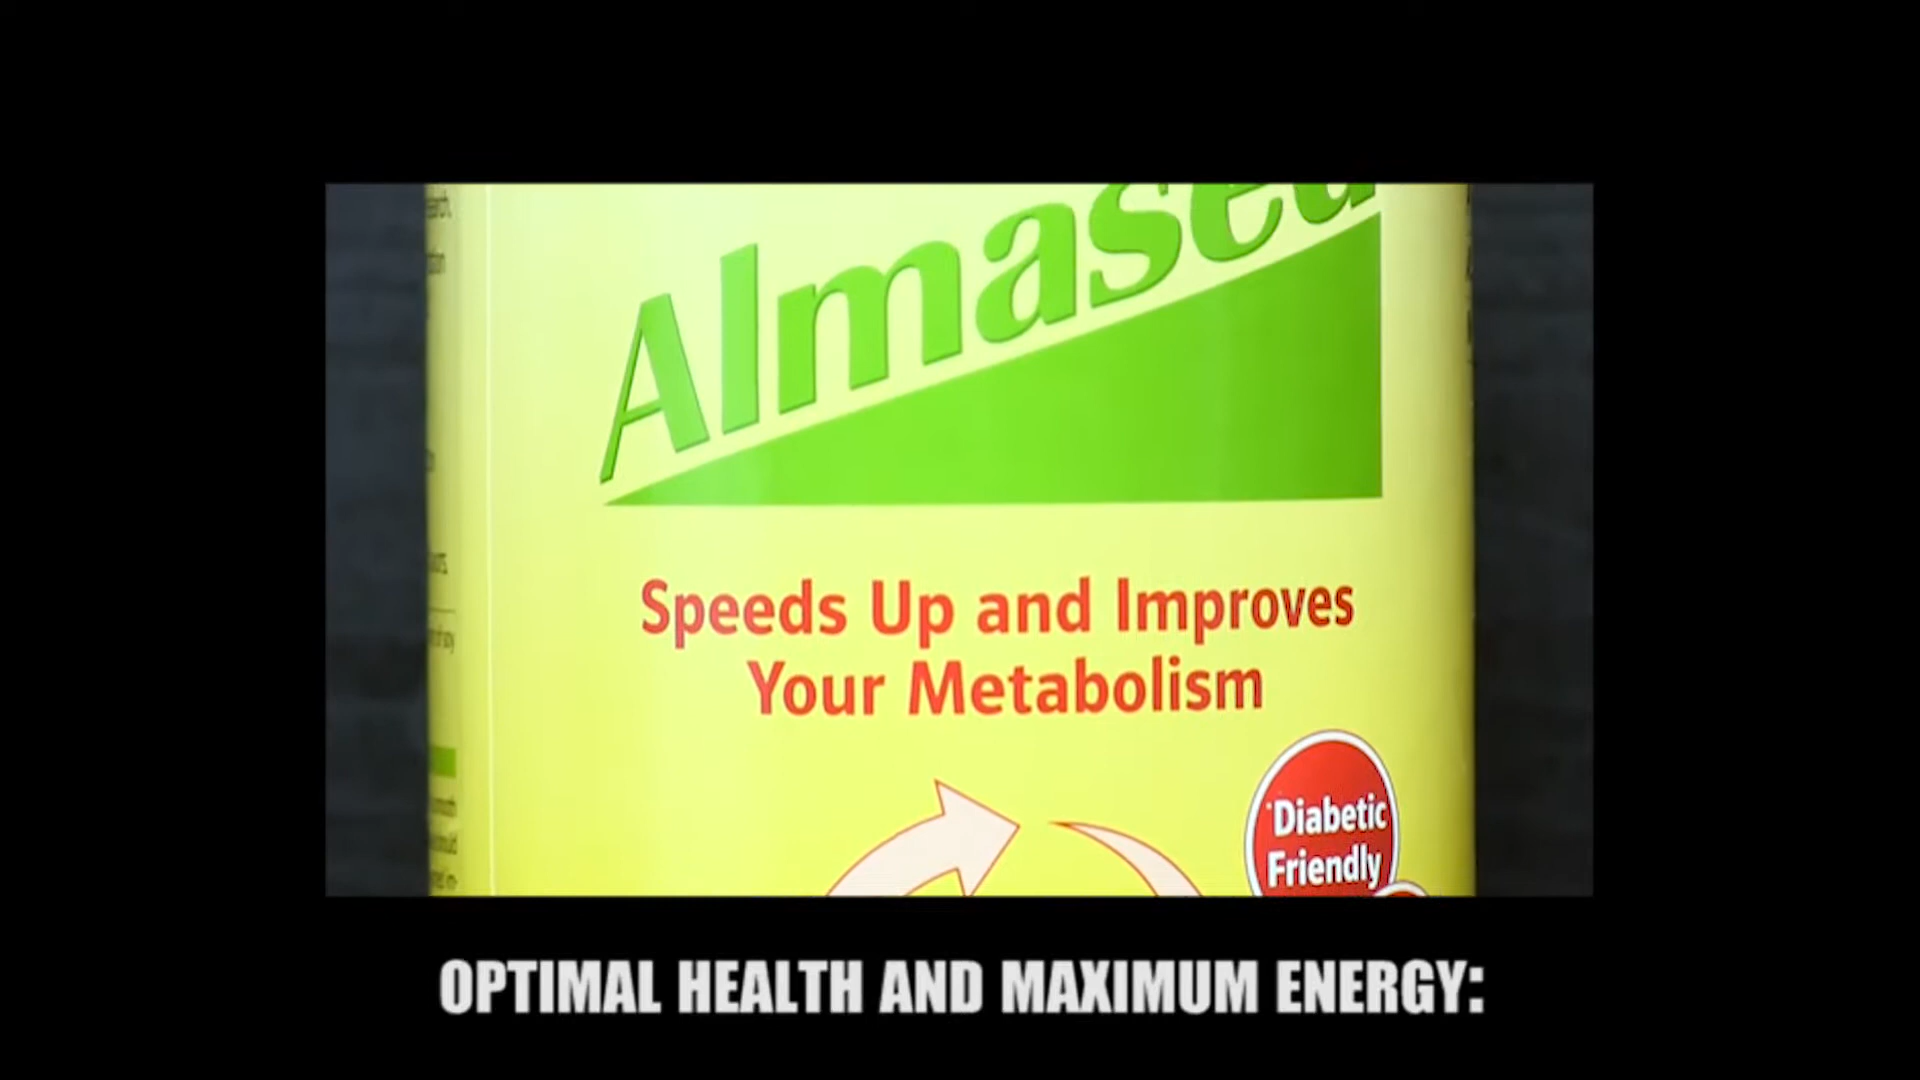 Almased
Speeds Up and Improves
Your Metabolism
Diabetic
Friendly
OPTIMAL HEALTH AND MAXIMUM ENERGY: